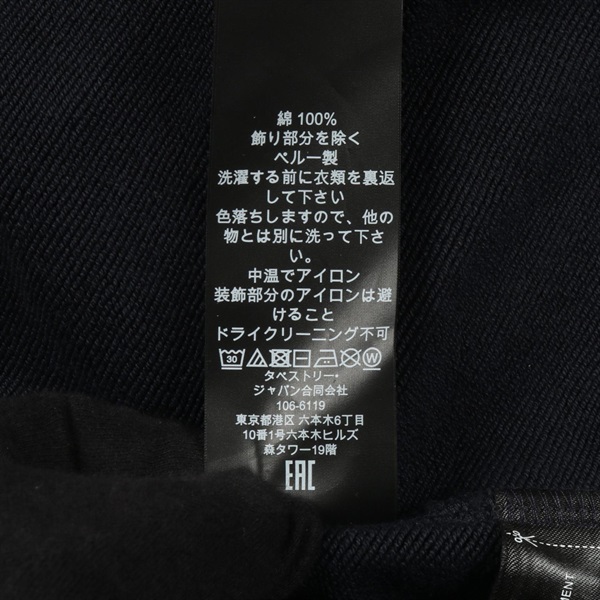 綿 100%
飾り部分を除く
ペルー製
洗濯する前に衣類を裏返
して下さい
色落ちしますので、他の
物とは別に洗って下さ
い。
中温でアイロン
装飾部分のアイロンは避
けること
ドライクリーニング不可
30 W
タペストリー・
ジャパン合同会社
106-6119
東京都港区 六本木6丁目
10番1号六本木ヒルズ
森タワー19階
EAC